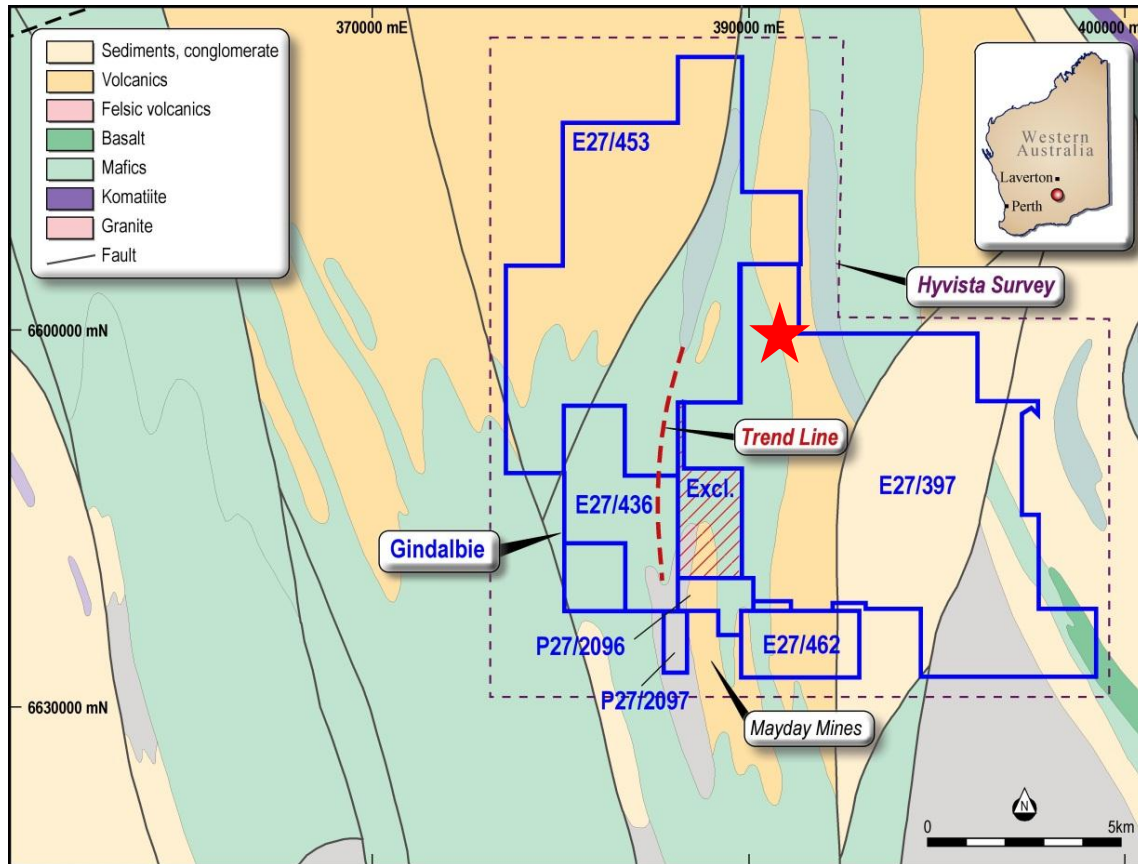 370000 mE
390000 mE
400000 m
Sediments, conglomerate
Volcanics
Felsic volcanics
Basalt
Mafics
Komatiite
Granite
Fault
Western
Australia
Laverton
Perth
E27/453
Hyvista Survey
6600000 mN
Trend Line
E27/436
Excl.
E27/397
Gindalbie
P27/2096
E27/462
P27/2097
6630000 mN
Mayday Mines
N
0
5km